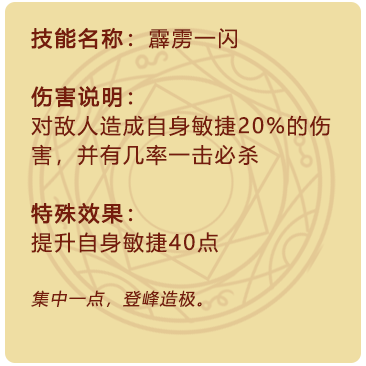 技能名称：霹雳一闪
伤害说明：
对敌人造成自身敏捷20%的伤
害，并有几率一击必杀
特殊效果：
提升自身敏捷40点
集中一点，登峰造极。